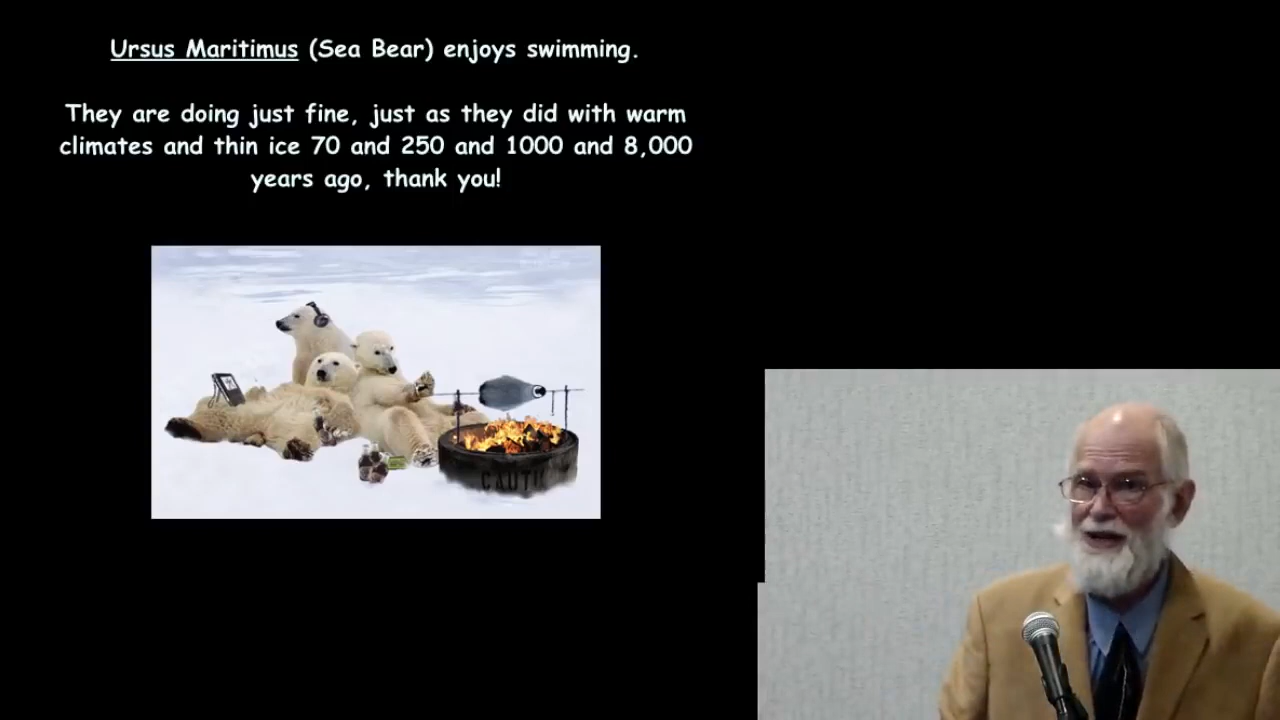 Ursus Maritimus (Sea Bear) enjoys swimming.
They are doing just fine, just as they did with warm
climates and thin ice 70 and 250 and 1000 and 8,000
years ago, thank you!